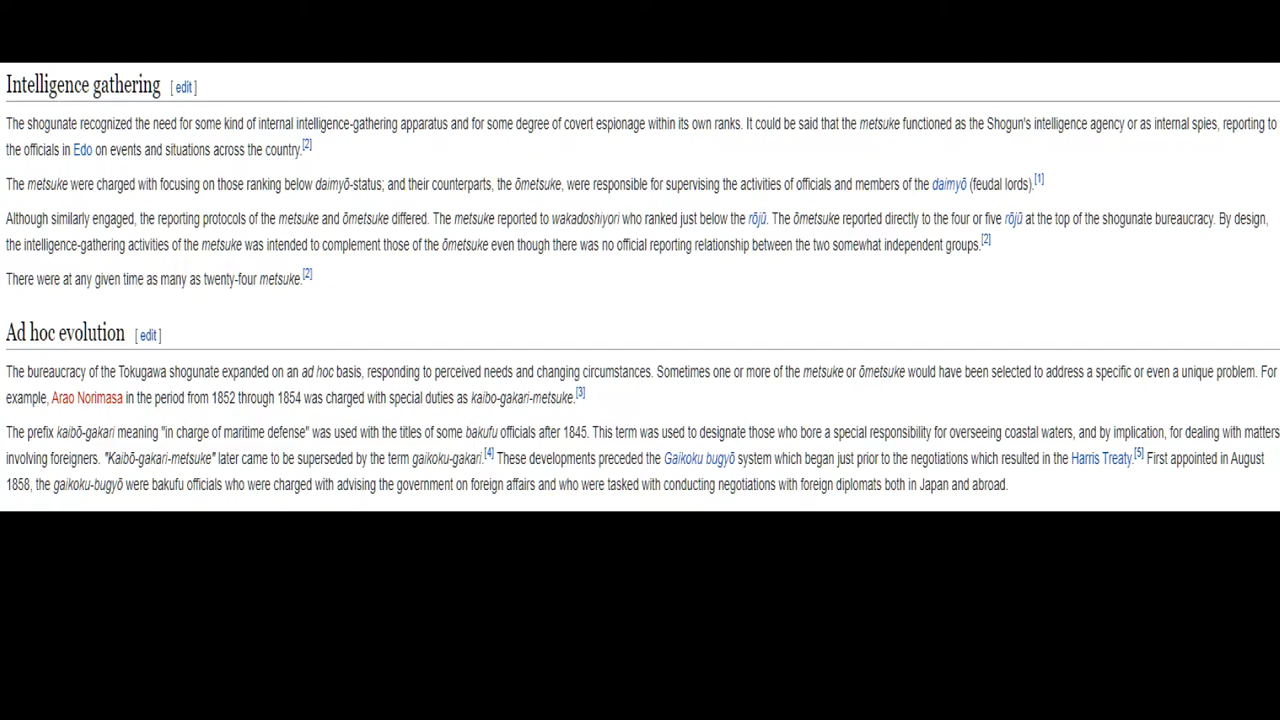 Intelligence gathering [ edit ]
The shogunate recognized the need for some kind of internal intelligence-gathering apparatus and for some degree of covert espionage within its own ranks. It could be said that the metsuke functioned as the Shogun's intelligence agency or as internal spies, reporting to
the officials in Edo on events and situations across the country.[2]
The metsuke were charged with focusing on those ranking below daimyō-status; and their counterparts, the ōmetsuke, were responsible for supervising the activities of officials and members of the daimyō (feudal lords).[1]
Although similarly engaged, the reporting protocols of the metsuke and ōmetsuke differed. The metsuke reported to wakadoshiyori who ranked just below the rōjū. The ōmetsuke reported directly to the four or five rōjū at the top of the shogunate bureaucracy. By design,
the intelligence-gathering activities of the metsuke was intended to complement those of the ōmetsuke even though there was no official reporting relationship between the two somewhat independent groups.[2]
There were at any given time as many as twenty-four metsuke.[2]
Ad hoc evolution [ edit ]
The bureaucracy of the Tokugawa shogunate expanded on an ad hoc basis, responding to perceived needs and changing circumstances. Sometimes one or more of the metsuke or ōmetsuke would have been selected to address a specific or even a unique problem. For
example, Arao Norimasa in the period from 1852 through 1854 was charged with special duties as kaibo-gakari-metsuke.[3]
The prefix kaibō-gakari meaning "in charge of maritime defense" was used with the titles of some bakufu officials after 1845. This term was used to designate those who bore a special responsibility for overseeing coastal waters, and by implication, for dealing with matters
involving foreigners. "Kaibō-gakari-metsuke" later came to be superseded by the term gaikoku-gakari.[4] These developments preceded the Gaikoku bugyō system which began just prior to the negotiations which resulted in the Harris Treaty.[5] First appointed in August
1858, the gaikoku-bugyō were bakufu officials who were charged with advising the government on foreign affairs and who were tasked with conducting negotiations with foreign diplomats both in Japan and abroad.